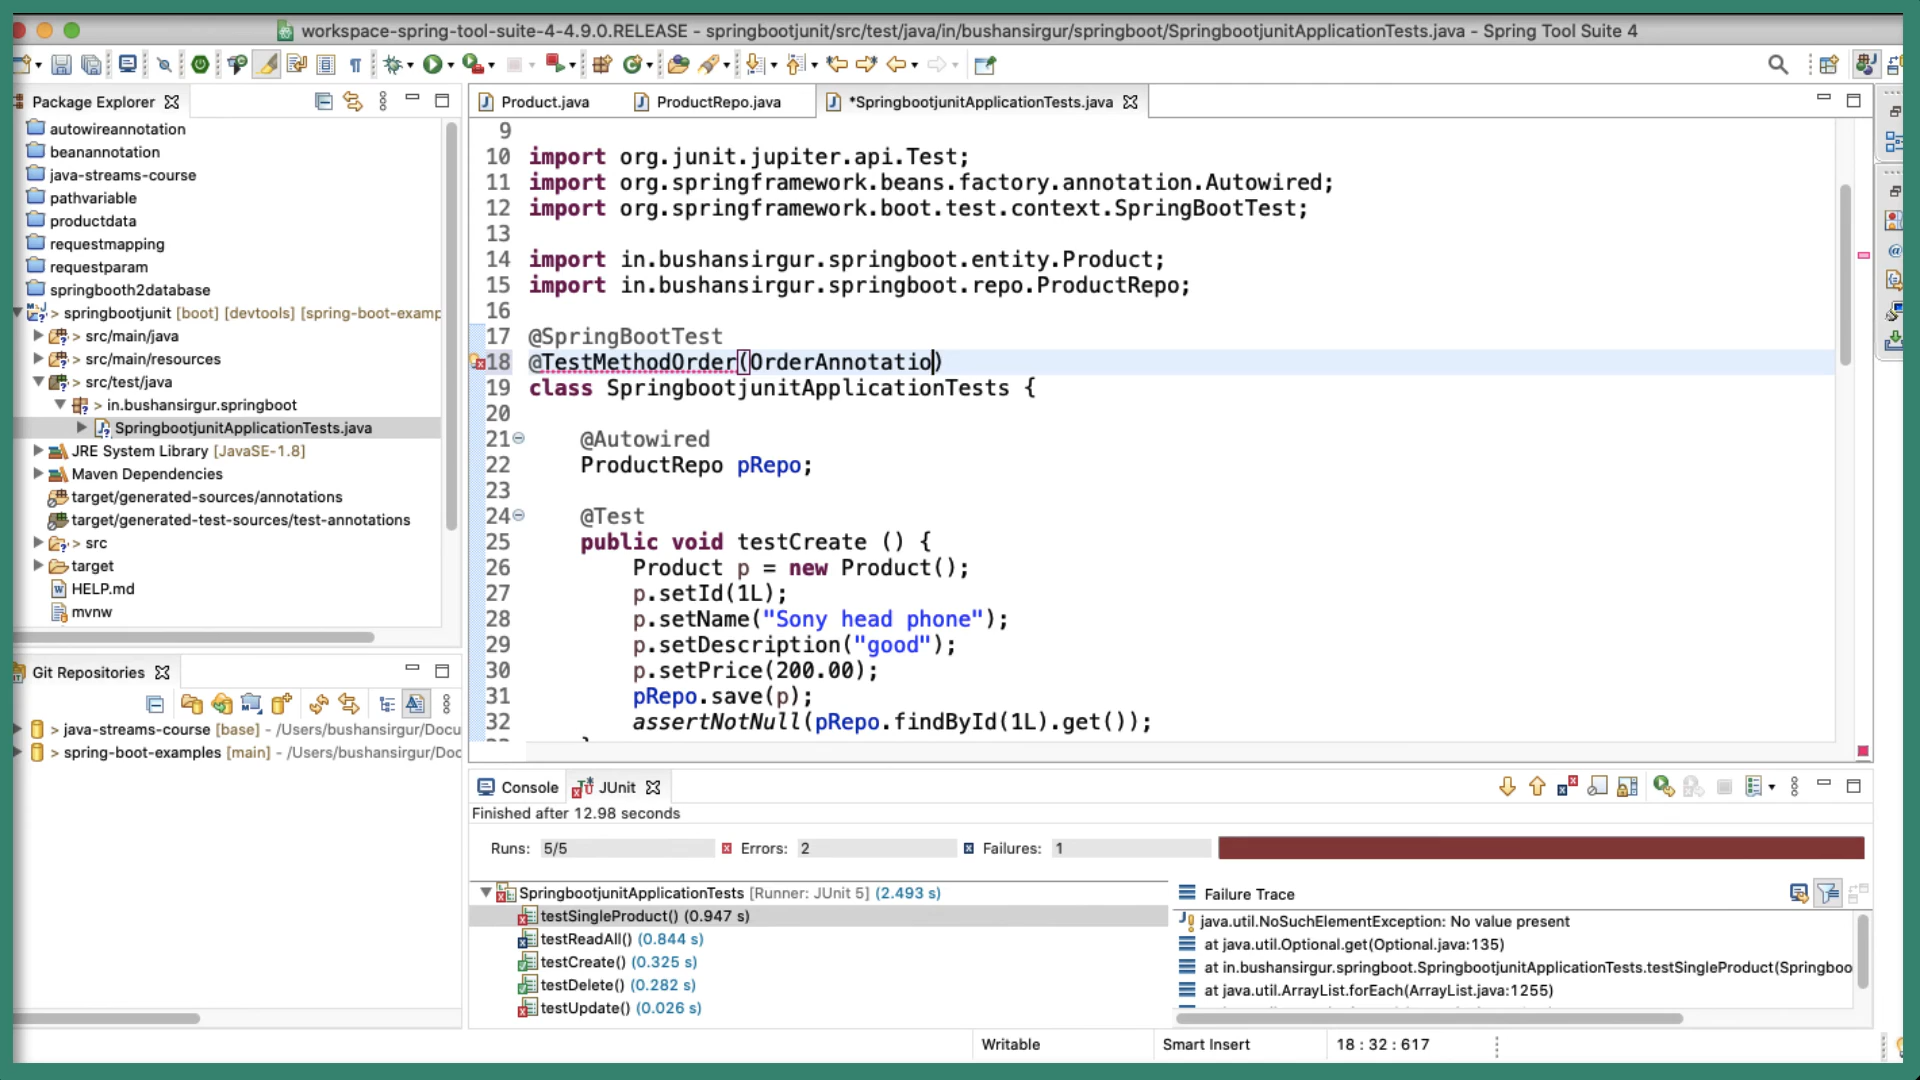 workspace-spring-tool-suite-4-4.9.0.RELEASE - springbootjunit/src/test/java/in/bushansirgur/springboot/SpringbootjunitApplicationTests.java - Spring Tool Suite 4
Package Explorer
autowireannotation
beanannotation
java-streams-course
pathvariable
productdata
requestmapping
requestparam
springbooth2database
> springbootjunit [boot] [devtools] [spring-boot-examp
> src/main/java
> src/main/resources
> src/test/java
> in.bushansirgur.springboot
SpringbootjunitApplicationTests.java
JRE System Library [JavaSE-1.8]
Maven Dependencies
target/generated-sources/annotations
target/generated-test-sources/test-annotations
> src
target
HELP.md
mvnw
Git Repositories
> java-streams-course [base] - /Users/bushansirgur/Docu
> spring-boot-examples [main] - /Users/bushansirgur/Doc
Product.java
ProductRepo.java
*SpringbootjunitApplicationTests.java
9
10 import org.junit.jupiter.api.Test;
11 import org.springframework.beans.factory.annotation.Autowired;
12 import org.springframework.boot.test.context.SpringBootTest;
13
14 import in.bushansirgur.springboot.entity.Product;
15 import in.bushansirgur.springboot.repo.ProductRepo;
16
17 @SpringBootTest
18 @TestMethodOrder(OrderAnnotatio)
19 class SpringbootjunitApplicationTests {
20
21 @Autowired
22 ProductRepo pRepo;
23
24 @Test
25 public void testCreate () {
26 Product p = new Product();
27 p.setId(1L);
28 p.setName("Sony head phone");
29 p.setDescription("good");
30 p.setPrice(200.00);
31 pRepo.save(p);
32 assertNotNull(pRepo.findById(1L).get());
Console
JUnit
Finished after 12.98 seconds
Runs: 5/5
Errors: 2
Failures: 1
SpringbootjunitApplicationTests [Runner: JUnit 5] (2.493 s)
testSingleProduct() (0.947 s)
testReadAll() (0.844 s)
testCreate() (0.325 s)
testDelete() (0.282 s)
testUpdate() (0.026 s)
Failure Trace
java.util.NoSuchElementException: No value present
at java.util.Optional.get(Optional.java:135)
at in.bushansirgur.springboot.SpringbootjunitApplicationTests.testSingleProduct(Springboo
at java.util.ArrayList.forEach(ArrayList.java:1255)
Writable
Smart Insert
18 : 32 : 617